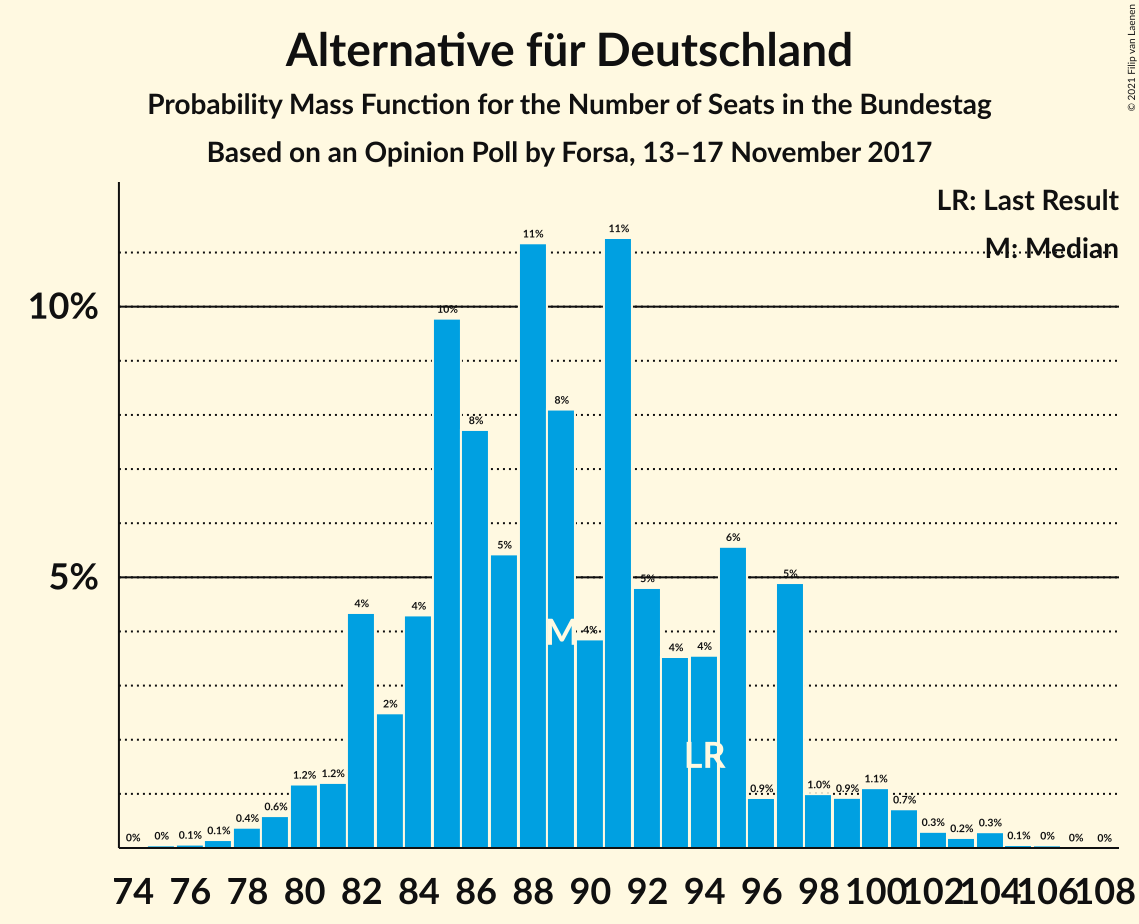 Alternative für Deutschland
Probability Mass Function for the Number of Seats in the Bundestag
Based on an Opinion Poll by Forsa, 13–17 November 2017
© 2021 Filip van Laenen
LR: Last Result
M: Median
10%
5%
0% 0% 0.1% 0.1% 0.4% 0.6% 1.2% 1.2% 4% 2% 4% 10% 8% 5% 11% 8% 4% 11% 5% 4% 4% 6% 0.9% 5% 1.0% 0.9% 1.1% 0.7% 0.3% 0.2% 0.3% 0.1% 0% 0% 0%
M
LR
74 76 78 80 82 84 86 88 90 92 94 96 98 100 102 104 106 108